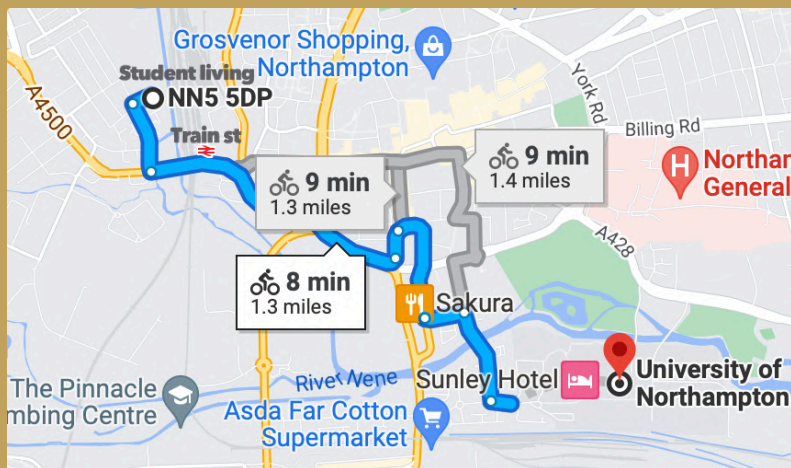 Grosvenor Shopping,
Northampton
Student living
NN5 5DP
A4500
Train st
York Rd
Billing Rd
9 min
1.3 miles
9 min
1.4 miles
Northam
General
A428
8 min
1.3 miles
Sakura
River Nene
Sunley Hotel
University of
Northampton
The Pinnacle
mbing Centre
Asda Far Cotton
Supermarket
H